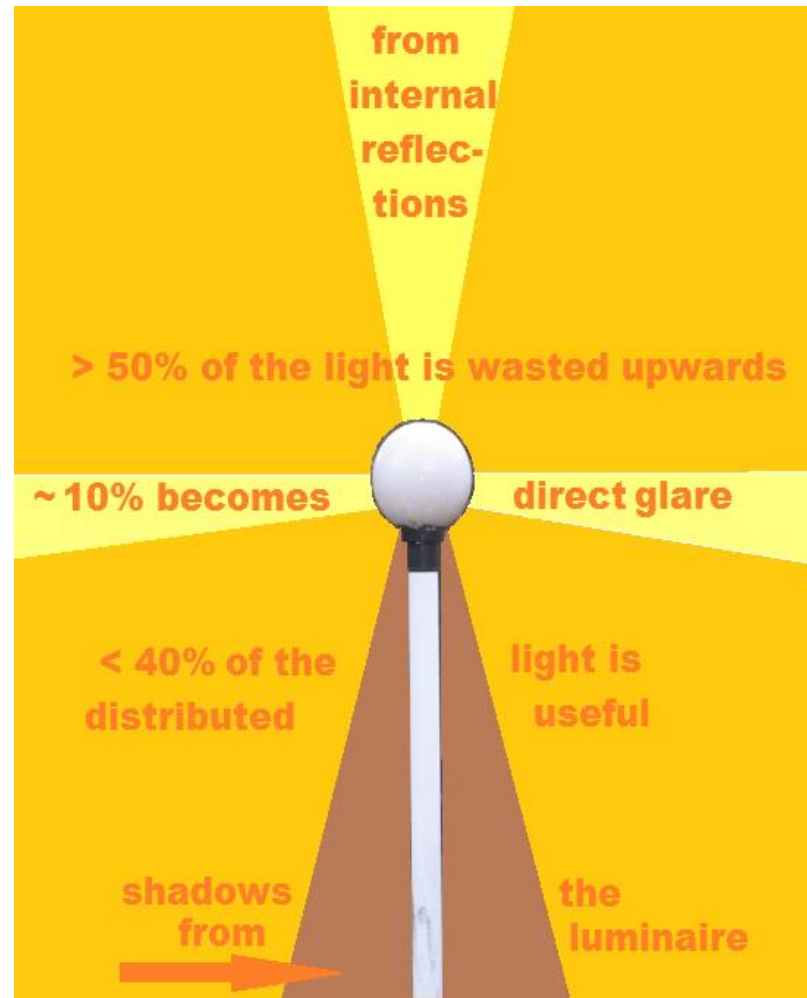 from
internal
reflec-
tions
> 50% of the light is wasted upwards
~ 10% becomes direct glare
< 40% of the light is
distributed useful
shadows the
from luminaire